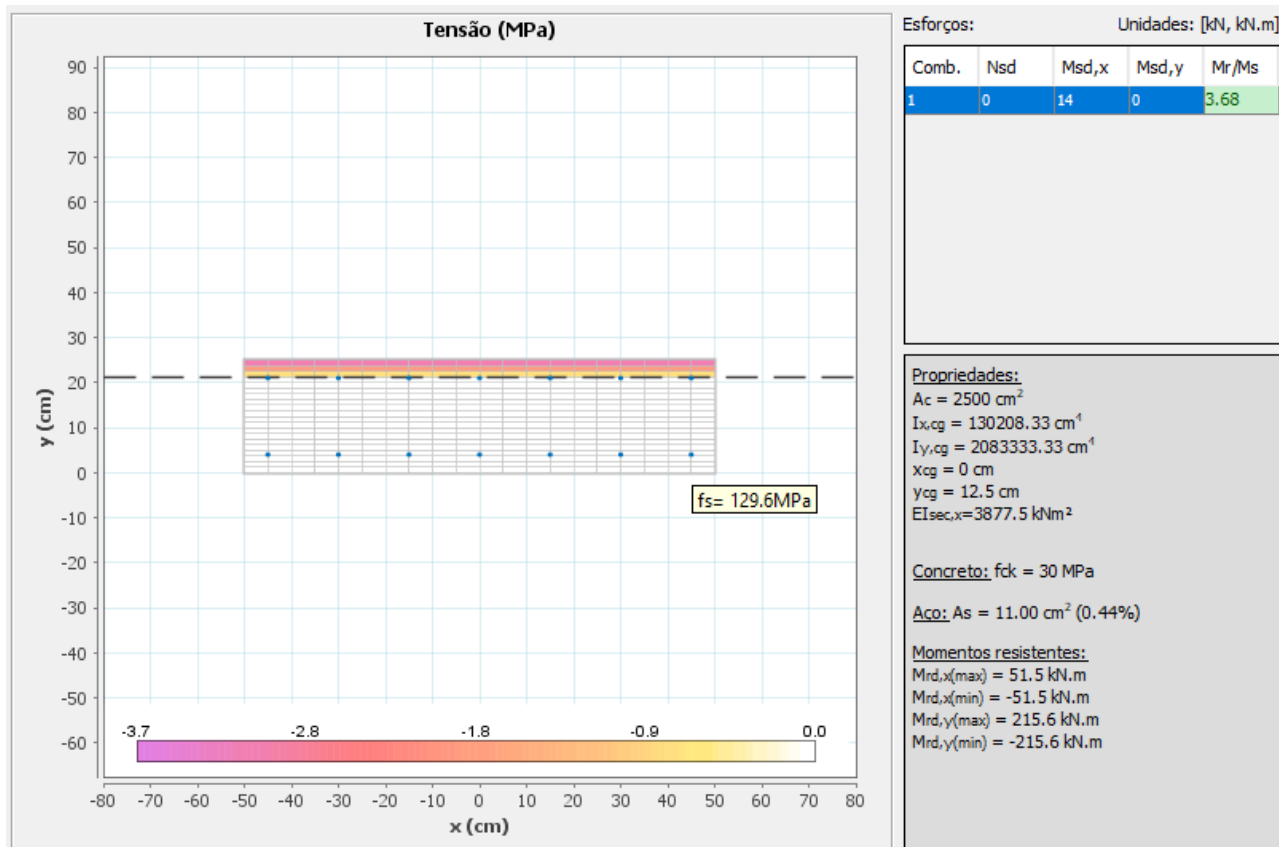 Tensão (MPa)
90
80
70
60
50
40
30
20
10
0
-10
-20
-30
-40
-50
-60
y (cm)
fs= 129.6MPa
-3.7 -2.8 -1.8 -0.9 0.0
-80 -70 -60 -50 -40 -30 -20 -10 0 10 20 30 40 50 60 70 80
x (cm)
Esforços: Unidades: [kN, kN.m]
Comb. Nsd Msd,x Msd,y Mr/Ms
1 0 14 0 3.68
Propriedades:
Ac = 2500 cm²
Ix,cg = 130208.33 cm⁴
Iy,cg = 2083333.33 cm⁴
xcg = 0 cm
ycg = 12.5 cm
EIsec,x=3877.5 kNm²
Concreto: fck = 30 MPa
Aço: As = 11.00 cm² (0.44%)
Momentos resistentes:
Mrd,x(max) = 51.5 kN.m
Mrd,x(min) = -51.5 kN.m
Mrd,y(max) = 215.6 kN.m
Mrd,y(min) = -215.6 kN.m